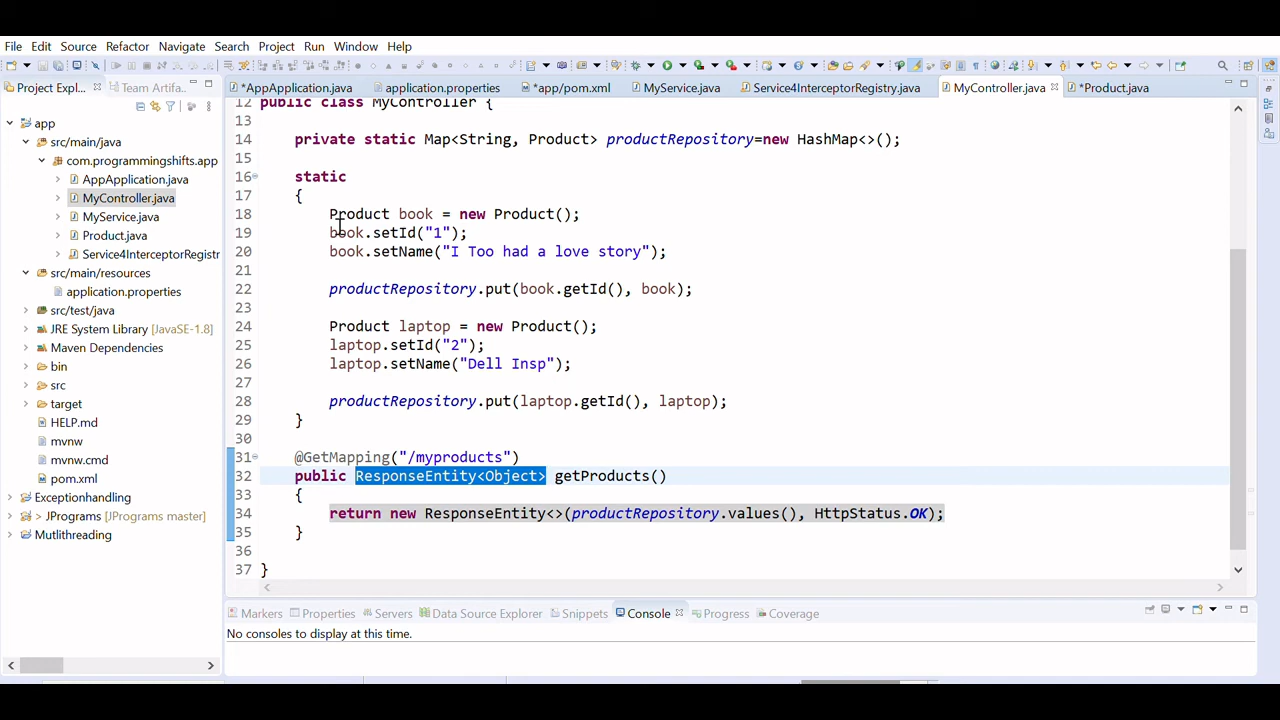 File Edit Source Refactor Navigate Search Project Run Window Help
Project Expl... Team Artifa... *AppApplication.java application.properties *app/pom.xml MyService.java Service4InterceptorRegistry.java MyController.java *Product.java
app
src/main/java
com.programmingshifts.app
AppApplication.java
MyController.java
MyService.java
Product.java
Service4InterceptorRegistr
src/main/resources
application.properties
src/test/java
JRE System Library [JavaSE-1.8]
Maven Dependencies
bin
src
target
HELP.md
mvnw
mvnw.cmd
pom.xml
Exceptionhandling
> JPrograms [JPrograms master]
Mutlithreading
12 public class MyController {
13
14 private static Map<String, Product> productRepository=new HashMap<>();
15
16 static
17 {
18 Product book = new Product();
19 book.setId("1");
20 book.setName("I Too had a love story");
21
22 productRepository.put(book.getId(), book);
23
24 Product laptop = new Product();
25 laptop.setId("2");
26 laptop.setName("Dell Insp");
27
28 productRepository.put(laptop.getId(), laptop);
29 }
30
31 @GetMapping("/myproducts")
32 public ResponseEntity<Object> getProducts()
33 {
34 return new ResponseEntity<>(productRepository.values(), HttpStatus.OK);
35 }
36
37 }
Markers Properties Servers Data Source Explorer Snippets Console Progress Coverage
No consoles to display at this time.